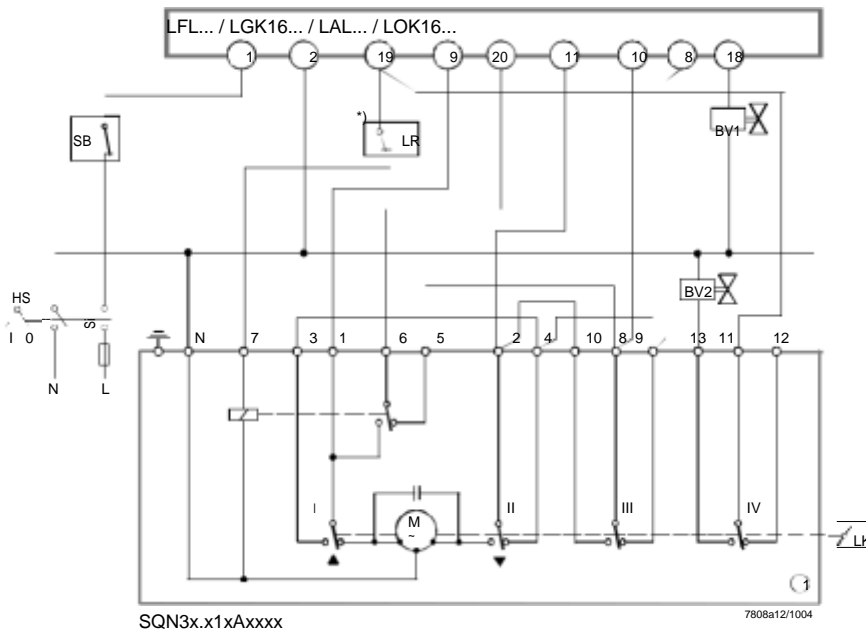 LFL... / LGK16... / LAL... / LOK16...
1 2 19 9 20 11 10 8 18
*)
SB LR BV1
BV2
HS
I 0 Si
N 7 3 1 6 5 2 4 10 8 9 13 11 12
N L
I II III IV
M
~
LK
1
SQN3x.x1xAxxxx
7808a12/1004